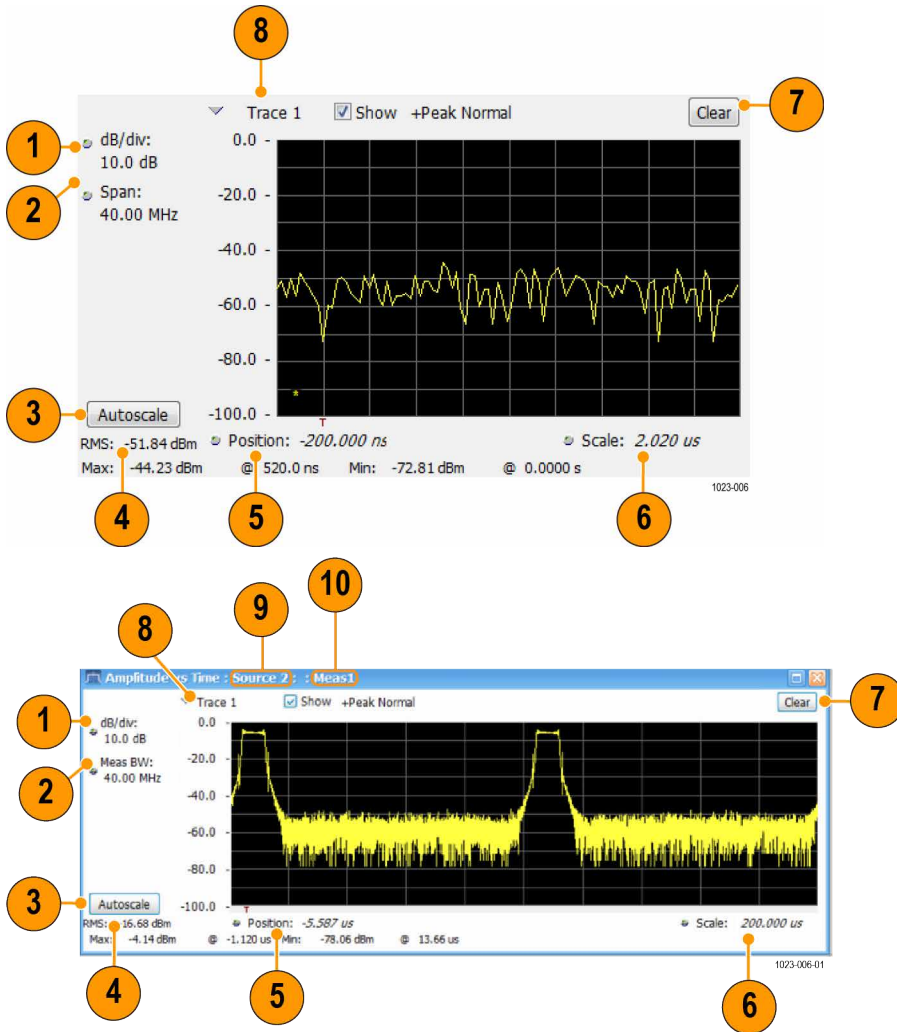 8
Trace 1 Show +Peak Normal Clear
7
1
dB/div:
10.0 dB
2
Span:
40.00 MHz
0.0 -
-20.0 -
-40.0 -
-60.0 -
-80.0 -
-100.0 -
*
T
3
Autoscale
RMS: -51.84 dBm Position: -200.000 ns Scale: 2.020 us
Max: -44.23 dBm @ 520.0 ns Min: -72.81 dBm @ 0.0000 s
1023-006
4
5
6
10
9
8
Amplitude vs Time : Source 2 : : Meas1
Trace 1 Show +Peak Normal Clear
7
1
dB/div:
10.0 dB
2
Meas BW:
40.00 MHz
0.0 -
-20.0 -
-40.0 -
-60.0 -
-80.0 -
-100.0 -
T
3
Autoscale
RMS: 16.68 dBm Position: -5.587 us Scale: 200.000 us
Max: -4.14 dBm @ -1.120 us Min: -78.06 dBm @ 13.66 us
1023-006-01
4
5
6